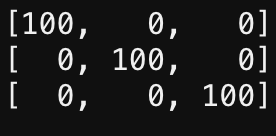 [100,   0,   0]
[  0, 100,   0]
[  0,   0, 100]